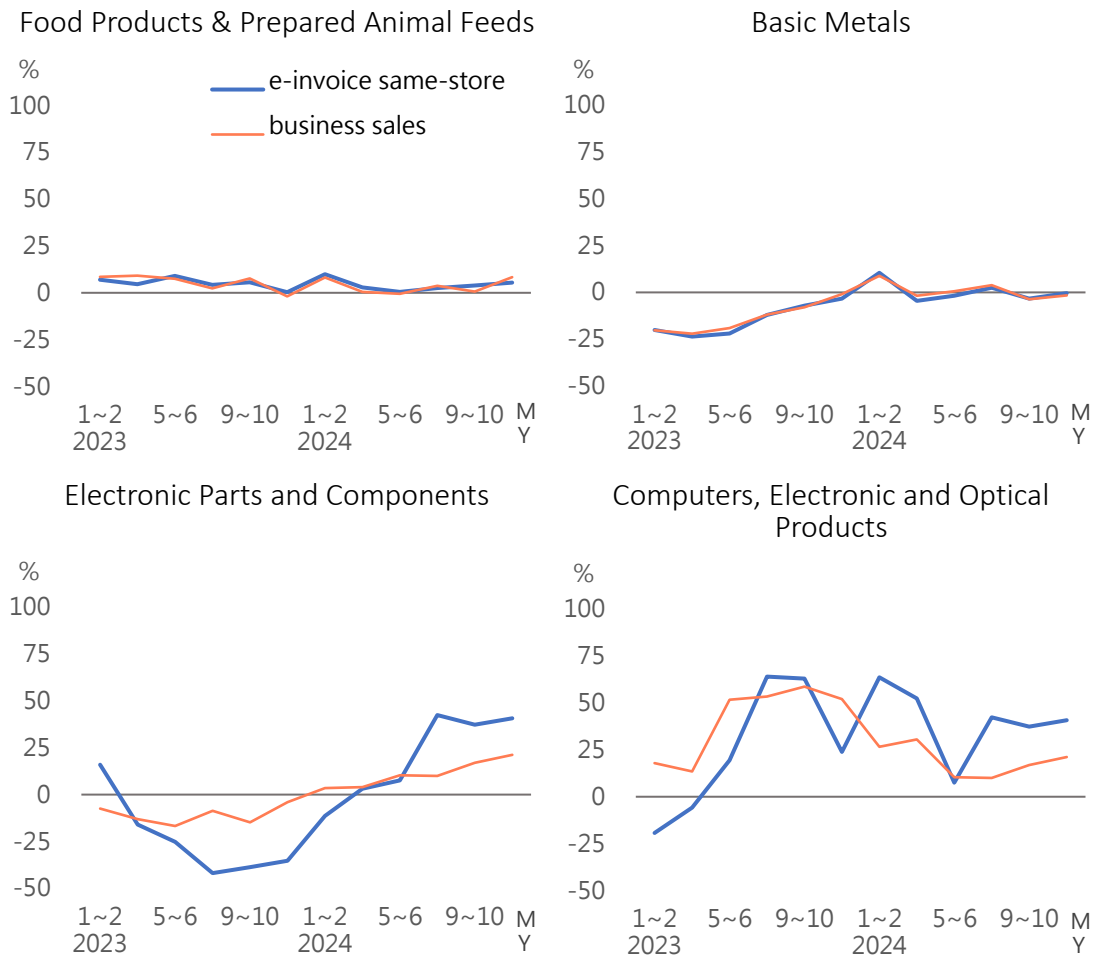 Food Products & Prepared Animal Feeds
%
e-invoice same-store
business sales
100
75
50
25
0
-25
-50
1~2 5~6 9~10 1~2 5~6 9~10 M
2023 2024 Y
Basic Metals
%
100
75
50
25
0
-25
-50
1~2 5~6 9~10 1~2 5~6 9~10 M
2023 2024 Y
Electronic Parts and Components
%
100
75
50
25
0
-25
-50
1~2 5~6 9~10 1~2 5~6 9~10 M
2023 2024 Y
Computers, Electronic and Optical
Products
%
100
75
50
25
0
-25
-50
1~2 5~6 9~10 1~2 5~6 9~10 M
2023 2024 Y